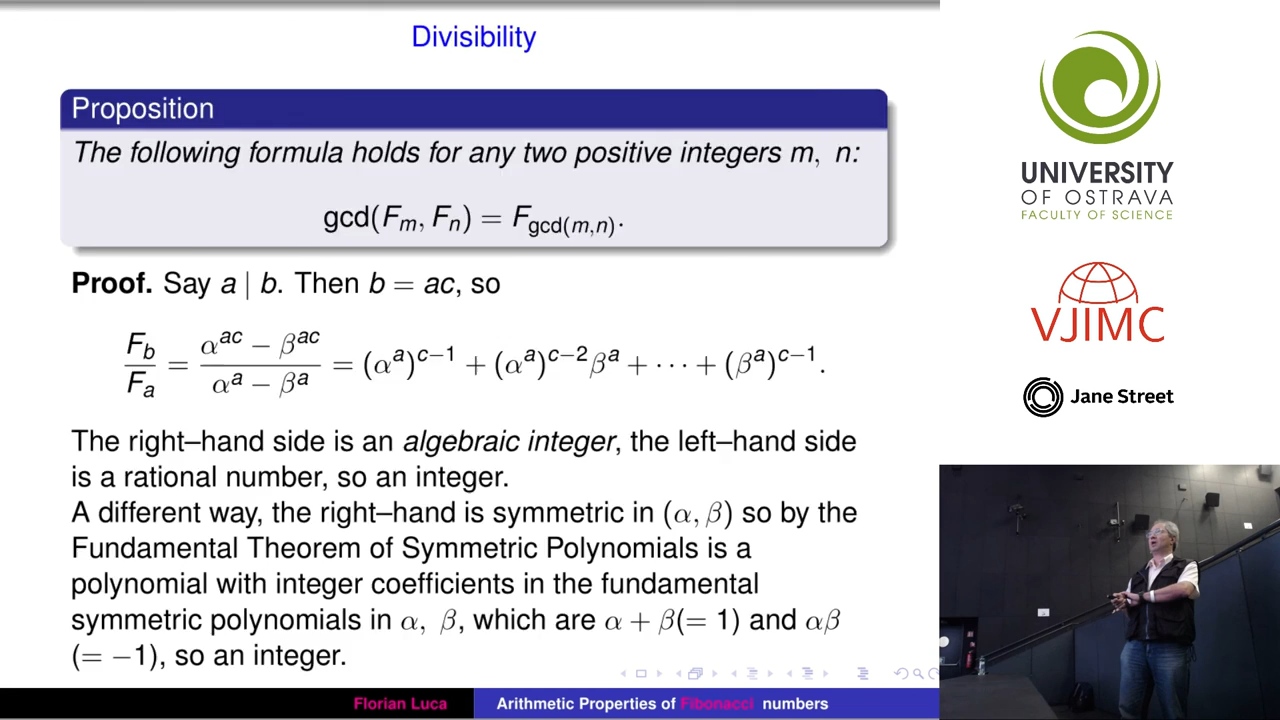 Divisibility
Proposition
The following formula holds for any two positive integers m, n:
gcd(F_m, F_n) = F_gcd(m,n).
Proof. Say a | b. Then b = ac, so
F_b / F_a = (α^ac − β^ac) / (α^a − β^a) = (α^a)^c−1 + (α^a)^c−2 β^a + ··· + (β^a)^c−1.
The right–hand side is an algebraic integer, the left–hand side
is a rational number, so an integer.
A different way, the right–hand is symmetric in (α, β) so by the
Fundamental Theorem of Symmetric Polynomials is a
polynomial with integer coefficients in the fundamental
symmetric polynomials in α, β, which are α + β(= 1) and αβ
(= −1), so an integer.
Florian Luca
Arithmetic Properties of Fibonacci numbers
UNIVERSITY
OF OSTRAVA
FACULTY OF SCIENCE
VJIMC
Jane Street